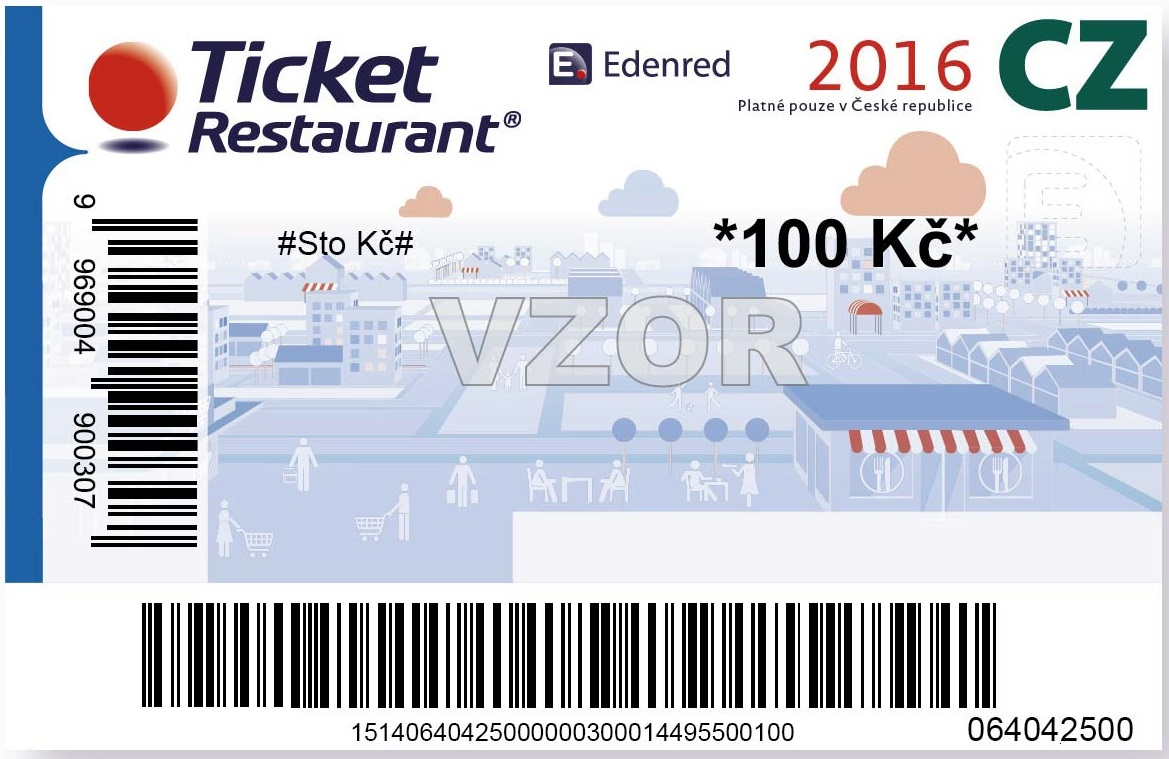 Ticket
Restaurant®
Edenred
2016
CZ
Platné pouze v České republice
E
#Sto Kč#
*100 Kč*
VZOR
9 969004 900307
15140640425000000300014495500100
064042500